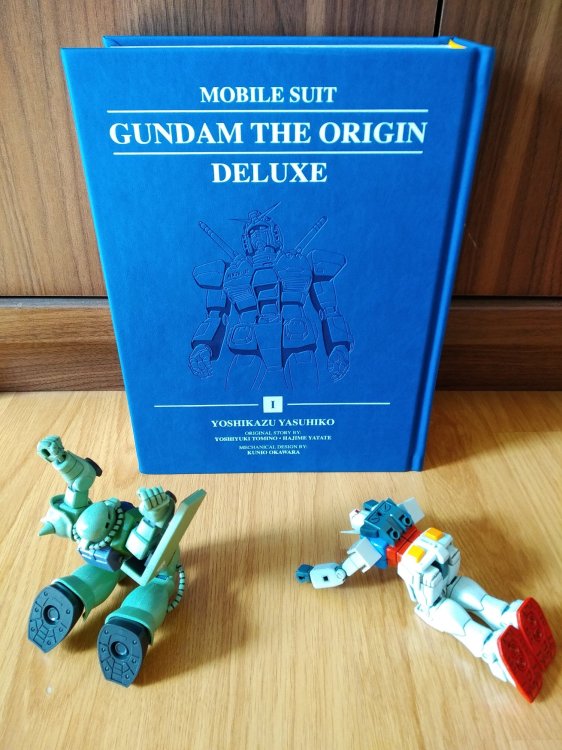 MOBILE SUIT
GUNDAM THE ORIGIN
DELUXE
I
YOSHIKAZU YASUHIKO
ORIGINAL STORY BY:
YOSHIYUKI TOMINO • HAJIME YATATE
MECHANICAL DESIGN BY:
KUNIO OKAWARA